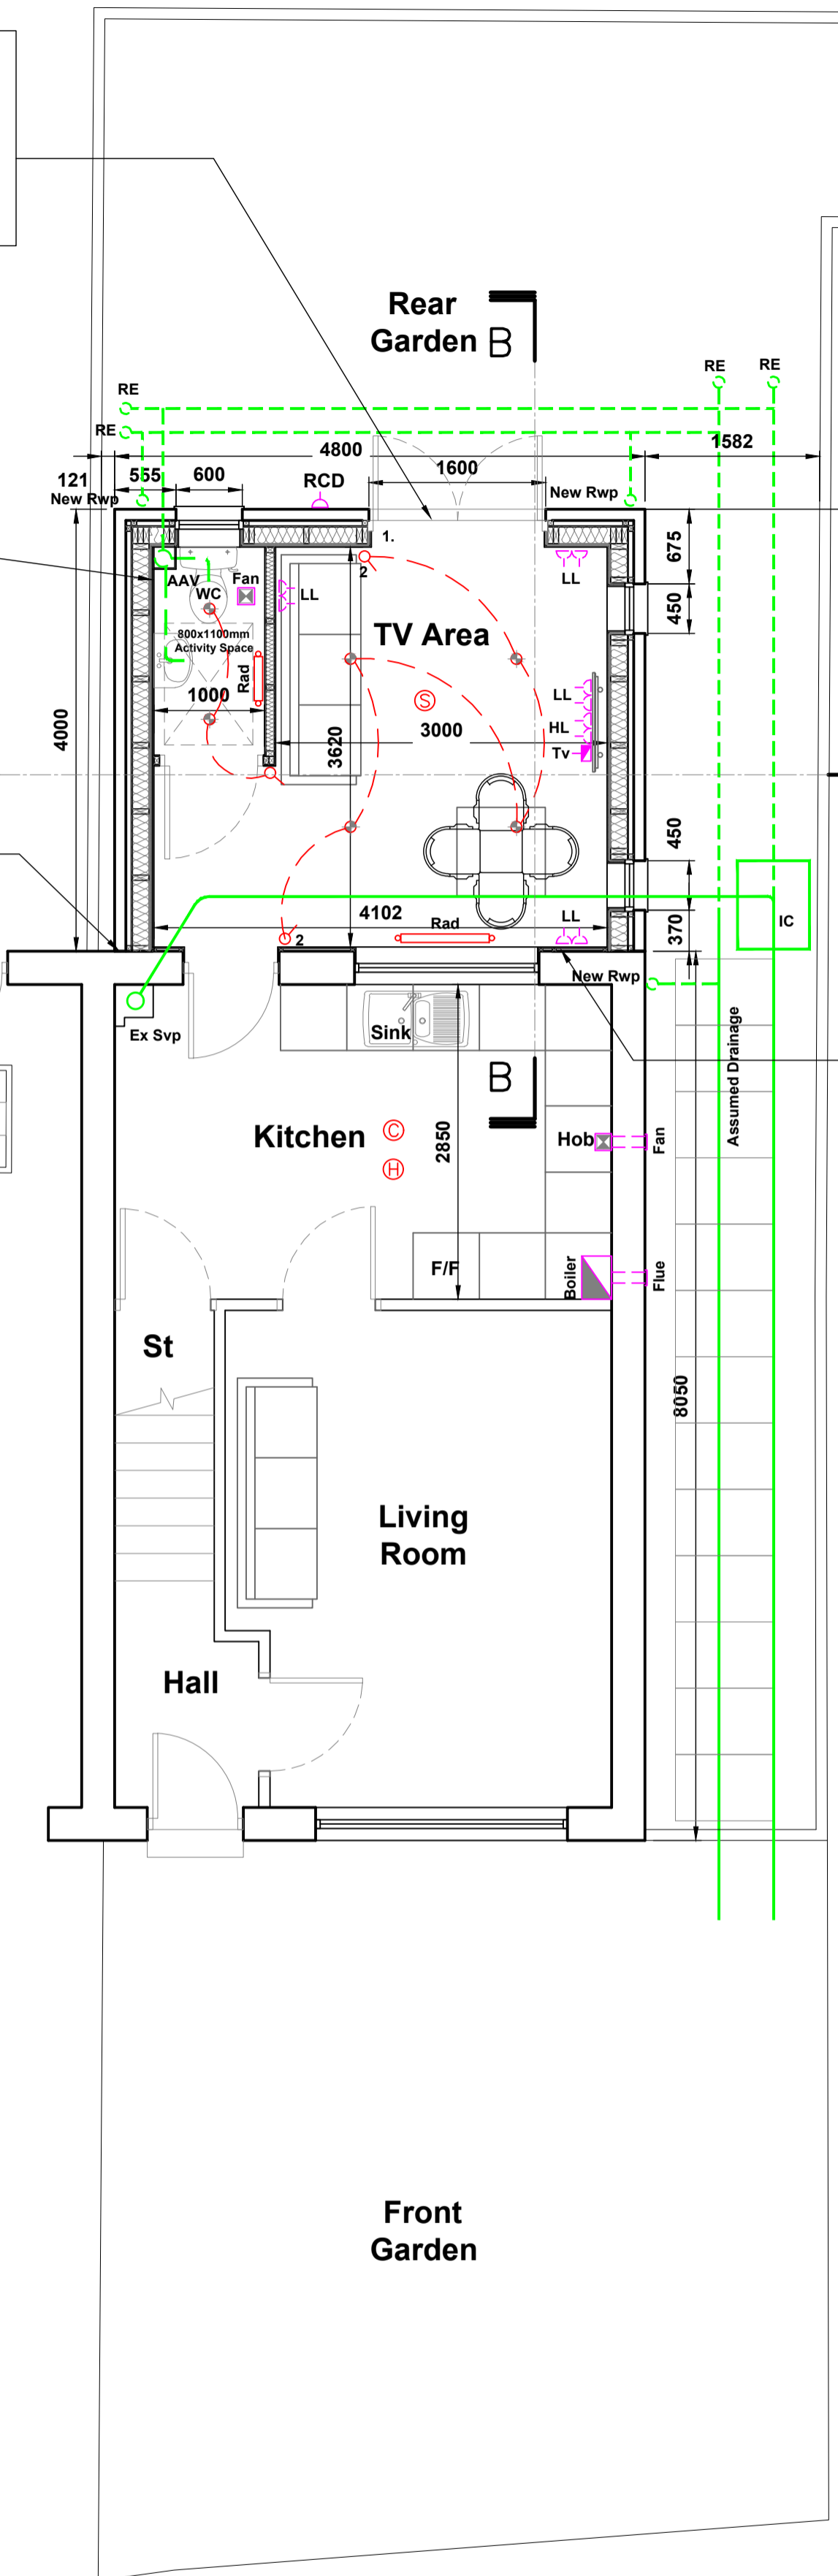 Rear
Garden
B
RE
RE
RE
RE
4800
1582
121
555
600
1600
RCD
New Rwp
New Rwp
1.
2
675
AAV
WC
Fan
LL
LL
450
TV Area
800x1100mm
Activity Space
Rad
1000
S
LL
HL
Tv
3000
3620
4000
450
4102
Rad
LL
IC
370
2
New Rwp
Ex Svp
Sink
B
Kitchen
C
H
2850
Hob
Fan
Assumed Drainage
F/F
Boiler
Flue
St
8050
Living
Room
Hall
Front
Garden